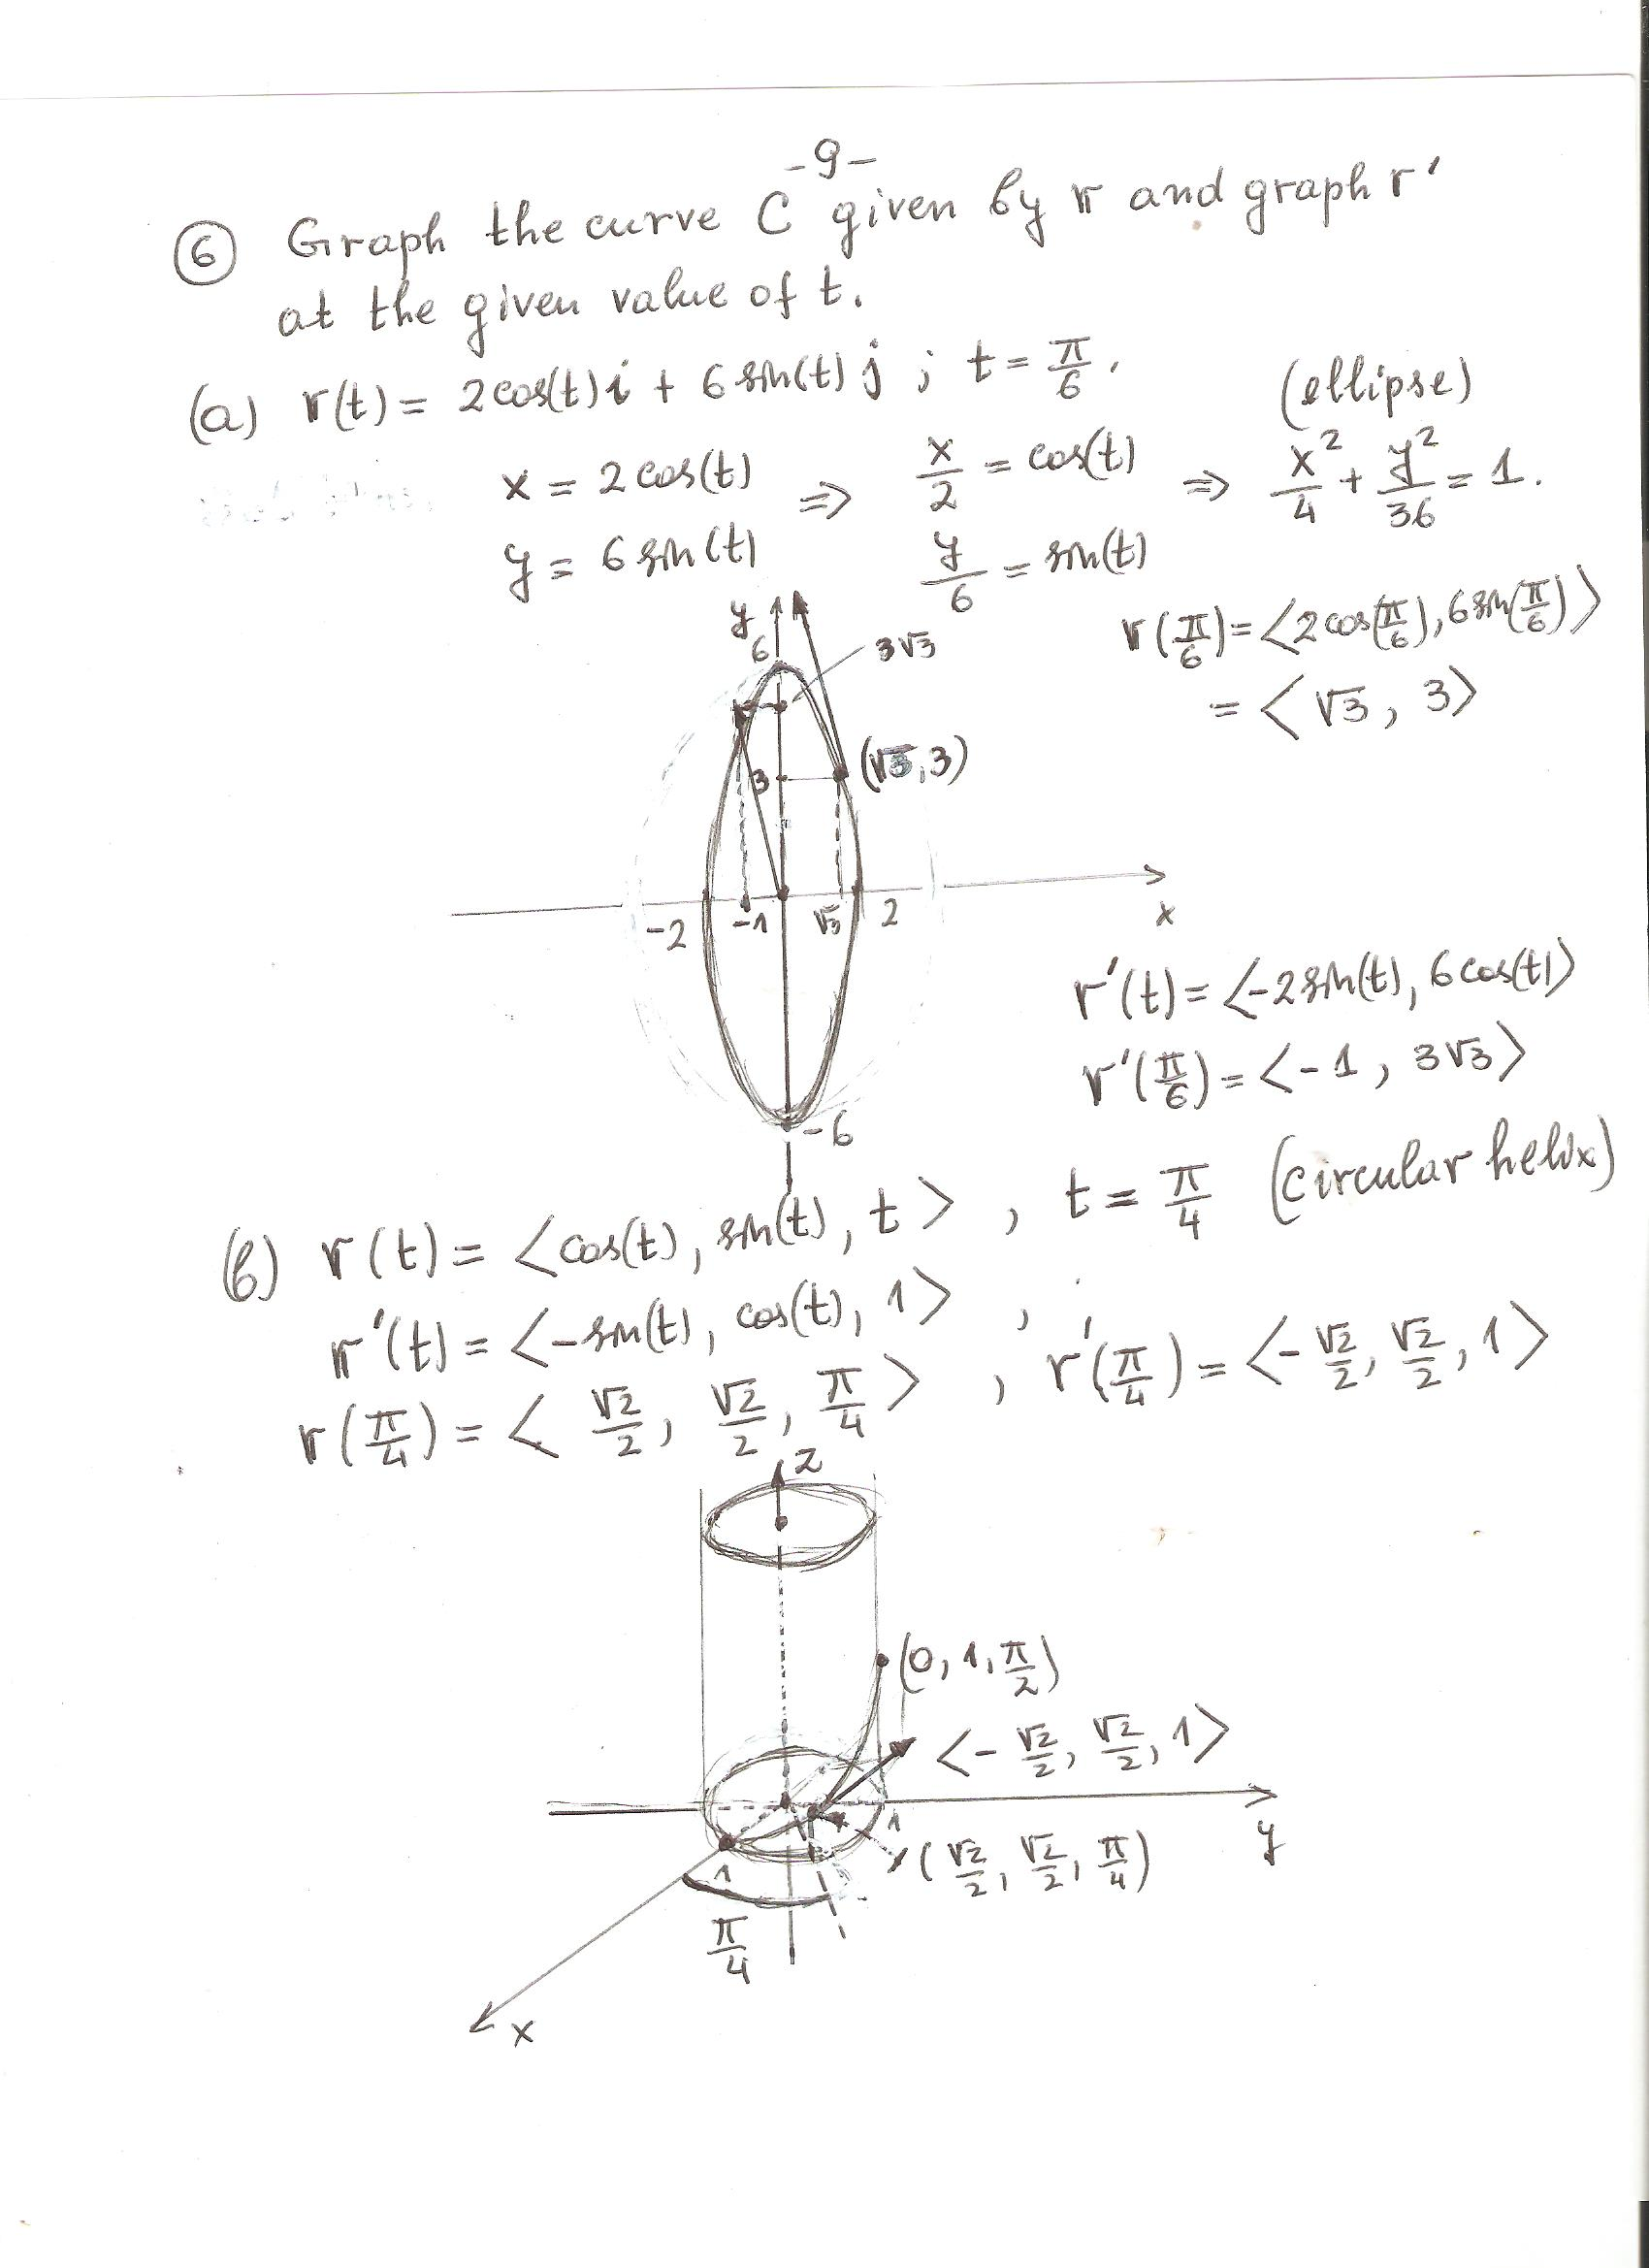 -9-
⑥ Graph the curve C given by r and graph r'
at the given value of t.
(a) r(t) = 2cos(t) i + 6 sin(t) j ; t = π/6 .
(ellipse)
x = 2cos(t) ⇒ x/2 = cos(t) ⇒ x²/4 + y²/36 = 1.
y = 6 sin(t) y/6 = sin(t)
r(π/6) = <2cos(π/6), 6sin(π/6)>
= <√3, 3>
y
6
3√3
3
(√3, 3)
-2 -1 √3 2 x
-6
r'(t) = <-2sin(t), 6cos(t)>
r'(π/6) = <-1, 3√3>
(b) r(t) = <cos(t), sin(t), t> , t = π/4 (circular helix)
r'(t) = <-sin(t), cos(t), 1> ,
r(π/4) = <√2/2, √2/2, π/4> , r'(π/4) = <-√2/2, √2/2, 1>
z
(0, 1, π/2)
<-√2/2, √2/2, 1>
1
y
(√2/2, √2/2, π/4)
1
π/4
x